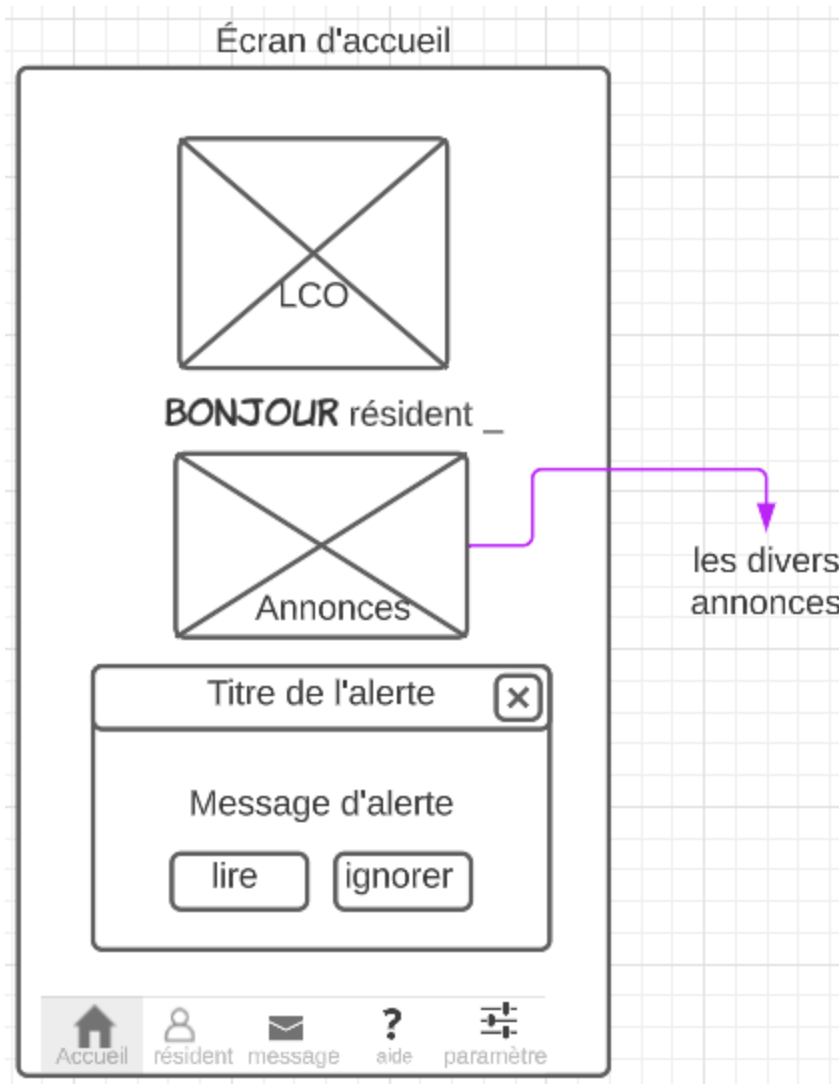 Écran d'accueil
LCO
BONJOUR résident _
Annonces
les divers
annonces
Titre de l'alerte
Message d'alerte
lire
ignorer
Accueil
résident
message
aide
paramètre